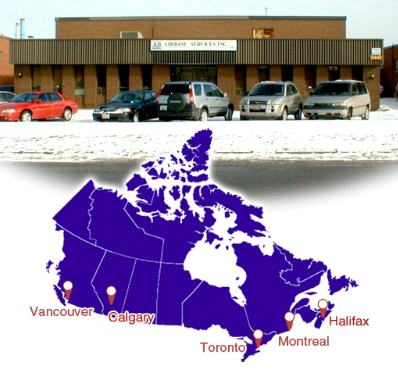 AIRBASE SERVICES INC.
Vancouver
Calgary
Toronto
Montreal
Halifax